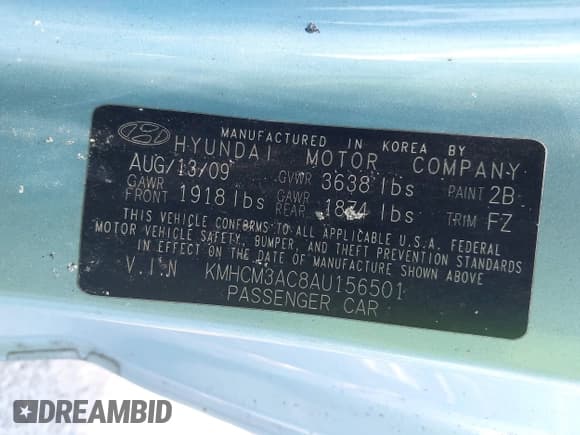 MANUFACTURED IN KOREA BY
HYUNDAI MOTOR COMPANY
AUG/13/09 GVWR 3638 lbs PAINT 2B
GAWR FRONT 1918 lbs GAWR REAR 1874 lbs TRIM FZ
THIS VEHICLE CONFORMS TO ALL APPLICABLE U.S.A. FEDERAL
MOTOR VEHICLE SAFETY, BUMPER, AND THEFT PREVENTION STANDARDS
IN EFFECT ON THE DATE OF MANUFACTURE SHOWN ABOVE
V.I.N KMHCM3AC8AU156501
PASSENGER CAR
DREAMBID